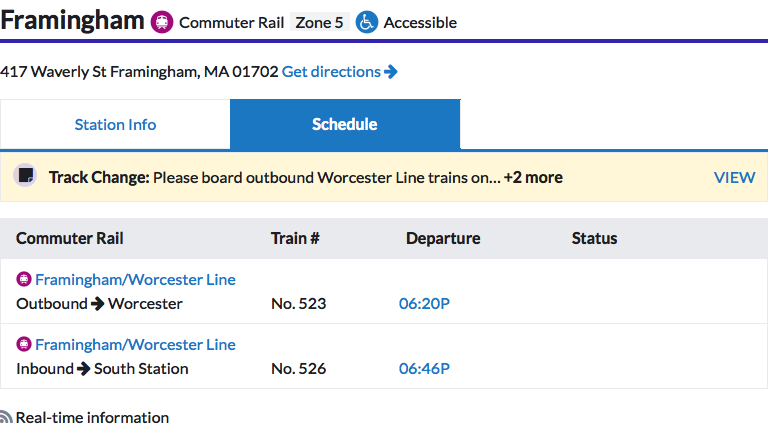 Framingham Commuter Rail Zone 5 Accessible
417 Waverly St Framingham, MA 01702 Get directions
Station Info Schedule
Track Change: Please board outbound Worcester Line trains on... +2 more VIEW
Commuter Rail Train # Departure Status
Framingham/Worcester Line
Outbound → Worcester No. 523 06:20P
Framingham/Worcester Line
Inbound → South Station No. 526 06:46P
Real-time information